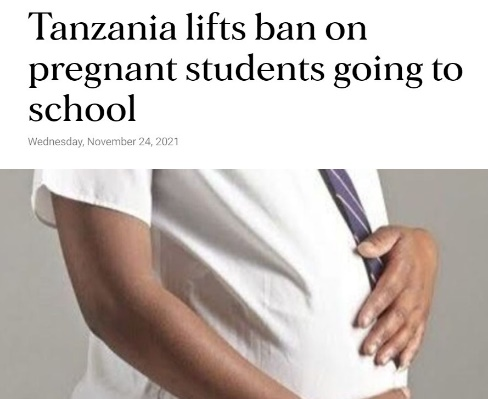 Tanzania lifts ban on
pregnant students going to
school
Wednesday, November 24, 2021